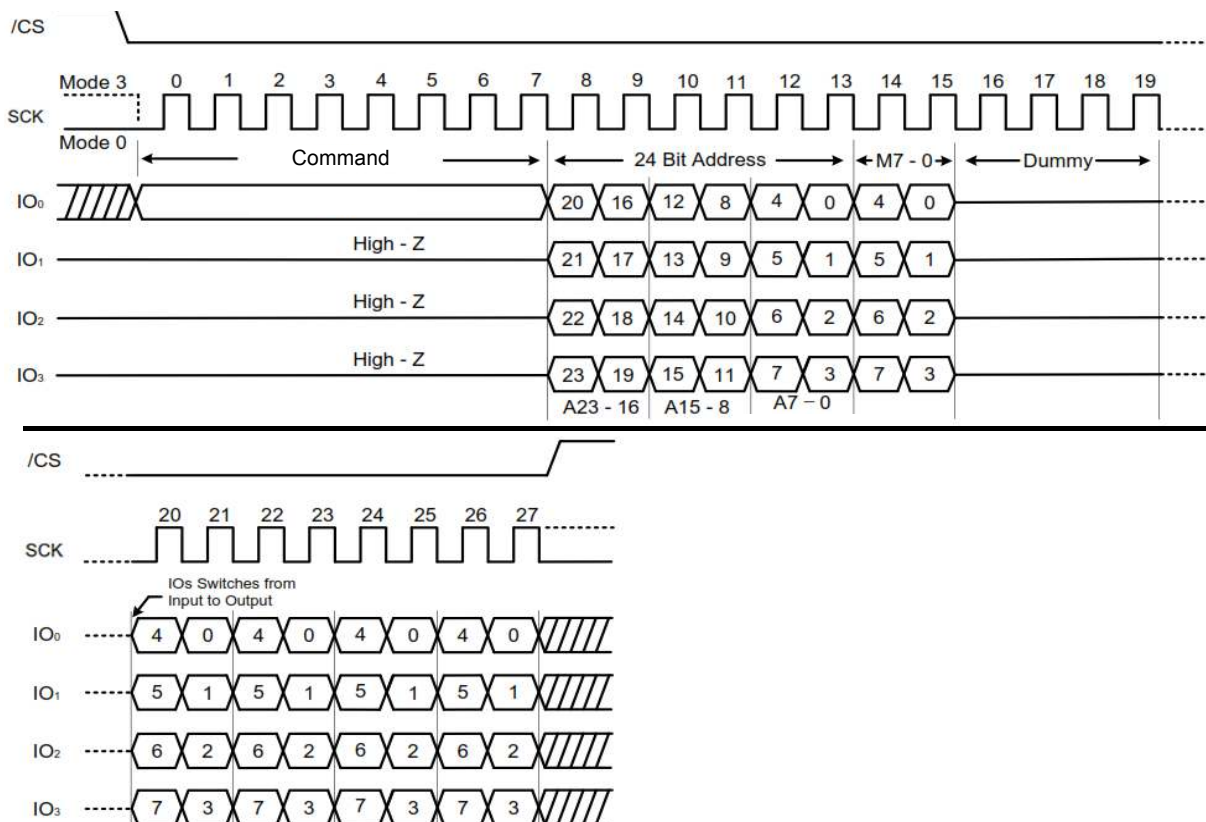 /CS
Mode 3 0 1 2 3 4 5 6 7 8 9 10 11 12 13 14 15 16 17 18 19
SCK
Mode 0
Command 24 Bit Address M7 - 0 Dummy
IO₀ 20 16 12 8 4 0 4 0
High - Z
IO₁ 21 17 13 9 5 1 5 1
High - Z
IO₂ 22 18 14 10 6 2 6 2
High - Z
IO₃ 23 19 15 11 7 3 7 3
A23 - 16 A15 - 8 A7 – 0
/CS
20 21 22 23 24 25 26 27
SCK
IOs Switches from
Input to Output
IO₀ 4 0 4 0 4 0 4 0
IO₁ 5 1 5 1 5 1 5 1
IO₂ 6 2 6 2 6 2 6 2
IO₃ 7 3 7 3 7 3 7 3